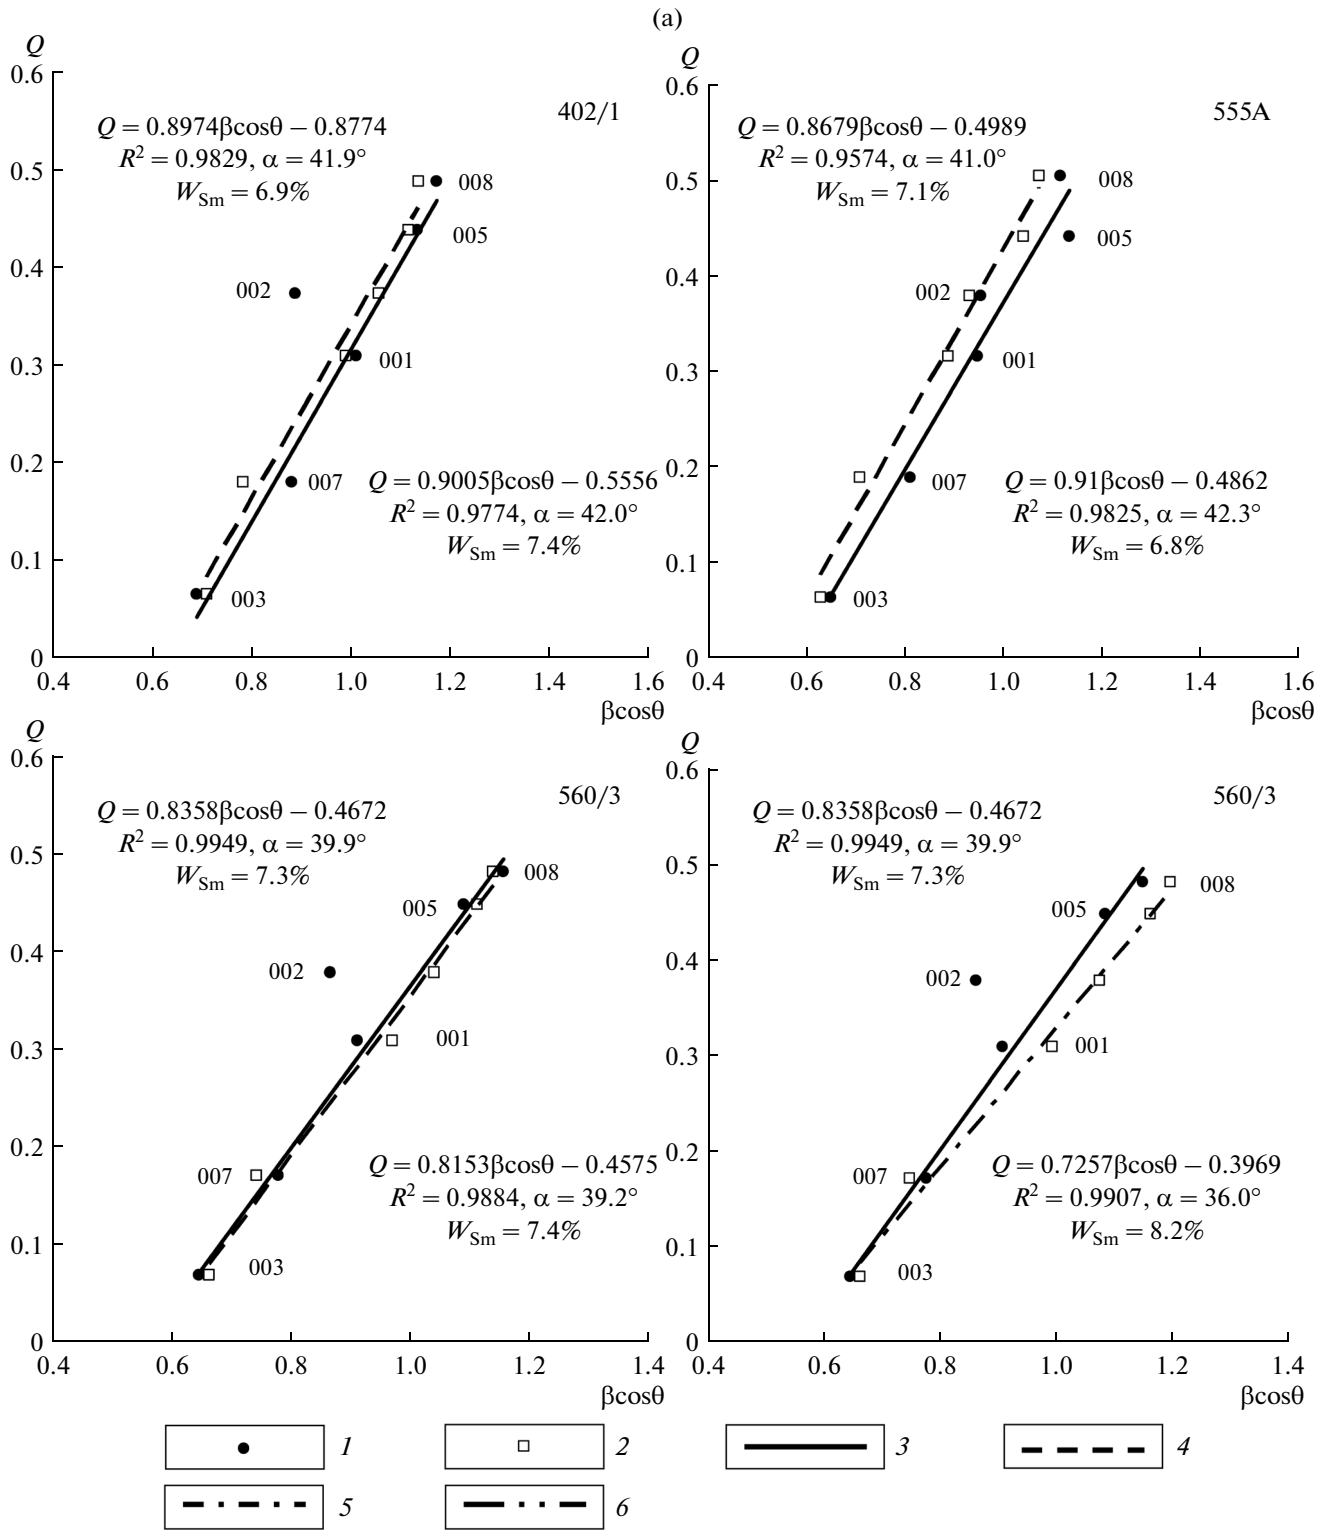 (a)
Q
0.6
0.5
0.4
0.3
0.2
0.1
0
402/1
Q = 0.8974βcosθ – 0.8774
R² = 0.9829, α = 41.9°
W_Sm = 6.9%
008
005
002
001
007
003
Q = 0.9005βcosθ – 0.5556
R² = 0.9774, α = 42.0°
W_Sm = 7.4%
0.4 0.6 0.8 1.0 1.2 1.4 1.6
βcosθ
Q
0.6
0.5
0.4
0.3
0.2
0.1
0
555A
Q = 0.8679βcosθ – 0.4989
R² = 0.9574, α = 41.0°
W_Sm = 7.1%
008
005
002
001
007
003
Q = 0.91βcosθ – 0.4862
R² = 0.9825, α = 42.3°
W_Sm = 6.8%
0.4 0.6 0.8 1.0 1.2 1.4 1.6
βcosθ
Q
0.6
0.5
0.4
0.3
0.2
0.1
0
560/3
Q = 0.8358βcosθ – 0.4672
R² = 0.9949, α = 39.9°
W_Sm = 7.3%
008
005
002
001
007
003
Q = 0.8153βcosθ – 0.4575
R² = 0.9884, α = 39.2°
W_Sm = 7.4%
0.4 0.6 0.8 1.0 1.2 1.4
βcosθ
Q
0.6
0.5
0.4
0.3
0.2
0.1
0
560/3
Q = 0.8358βcosθ – 0.4672
R² = 0.9949, α = 39.9°
W_Sm = 7.3%
008
005
002
001
007
003
Q = 0.7257βcosθ – 0.3969
R² = 0.9907, α = 36.0°
W_Sm = 8.2%
0.4 0.6 0.8 1.0 1.2 1.4
βcosθ
1 2 3 4
5 6